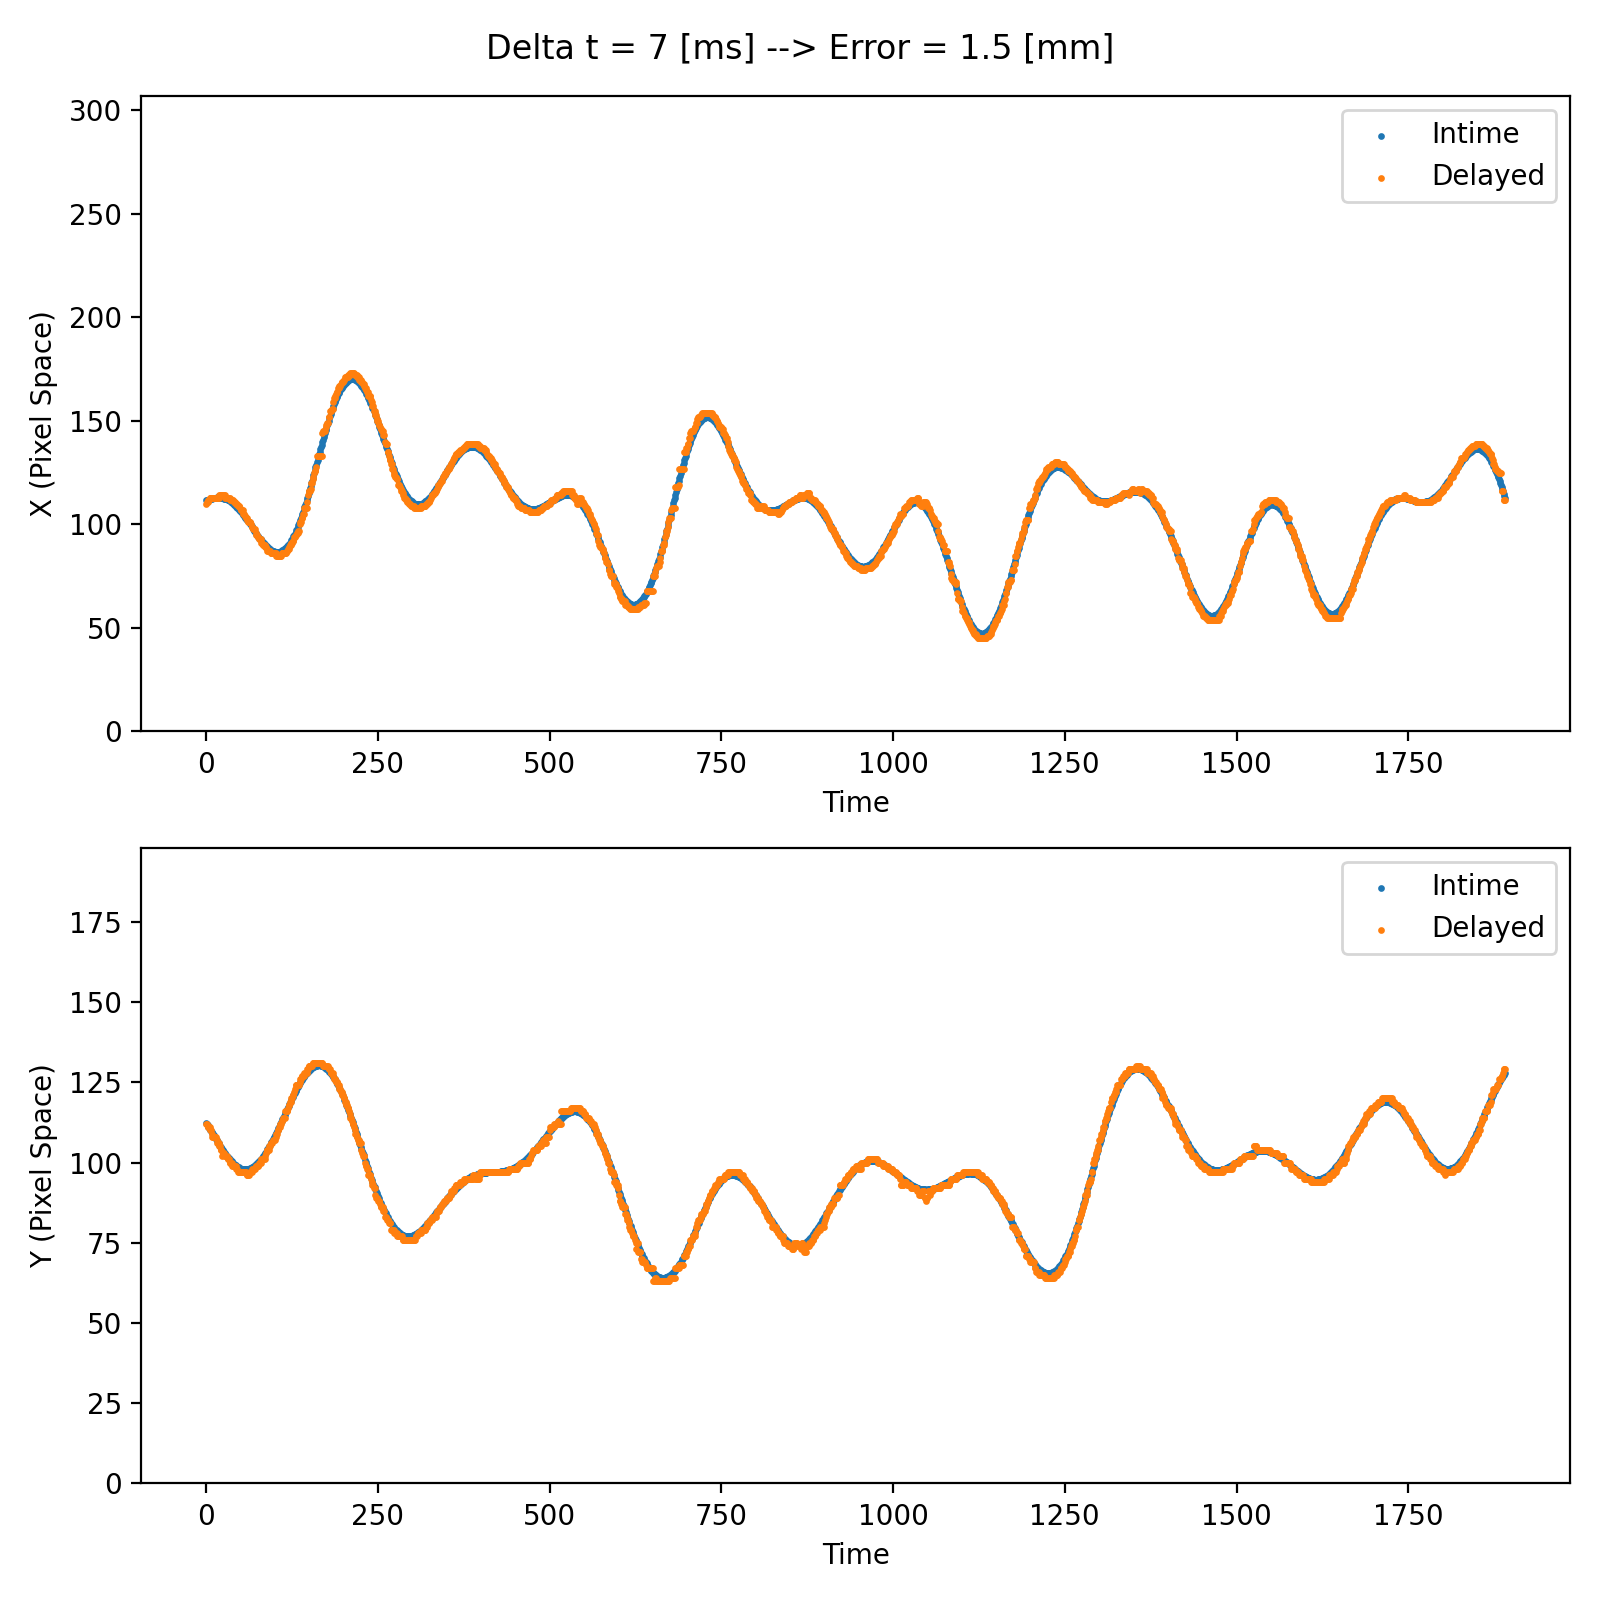 Delta t = 7 [ms] --> Error = 1.5 [mm]
300
250
200
150
100
50
0
X (Pixel Space)
Intime
Delayed
0 250 500 750 1000 1250 1500 1750
Time
175
150
125
100
75
50
25
0
Y (Pixel Space)
Intime
Delayed
0 250 500 750 1000 1250 1500 1750
Time